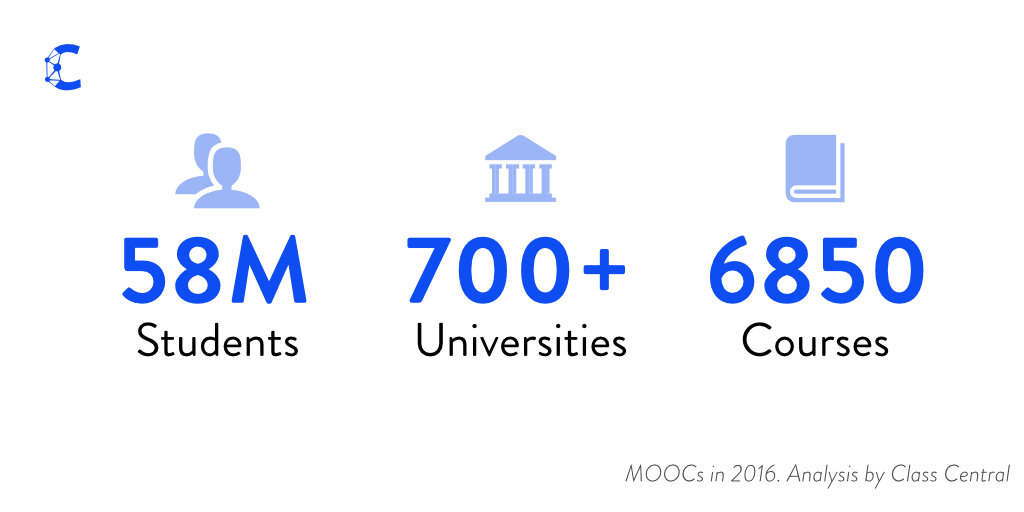 58M
Students
700+
Universities
6850
Courses
MOOCs in 2016. Analysis by Class Central